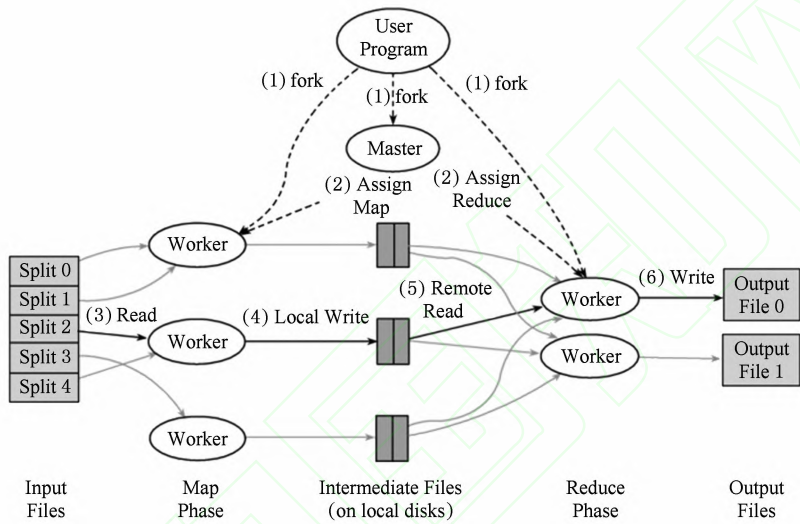 User
Program
(1) fork
(1) fork
(1) fork
Master
(2) Assign
Map
(2) Assign
Reduce
Worker
Split 0
Split 1
Split 2
Split 3
Split 4
(3) Read
Worker
(4) Local Write
(5) Remote
Read
Worker
(6) Write
Output
File 0
Worker
Output
File 1
Worker
Input
Files
Map
Phase
Intermediate Files
(on local disks)
Reduce
Phase
Output
Files